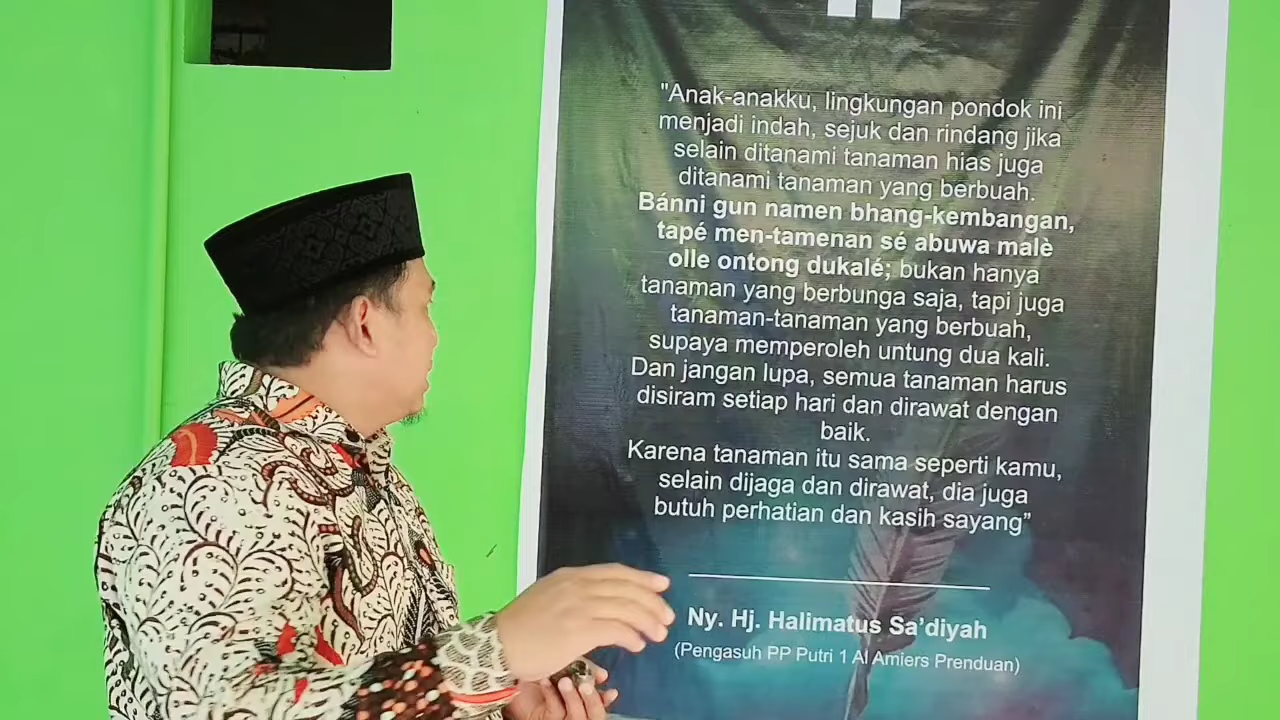 "Anak-anakku, lingkungan pondok ini
menjadi indah, sejuk dan rindang jika
selain ditanami tanaman hias juga
ditanami tanaman yang berbuah.
Bánni gun namen bhang-kembangan,
tapé men-tamenan sé abuwa malè
olle ontong dukalé; bukan hanya
tanaman yang berbunga saja, tapi juga
tanaman-tanaman yang berbuah,
supaya memperoleh untung dua kali.
Dan jangan lupa, semua tanaman harus
disiram setiap hari dan dirawat dengan
baik.
Karena tanaman itu sama seperti kamu,
selain dijaga dan dirawat, dia juga
butuh perhatian dan kasih sayang”
Ny. Hj. Halimatus Sa'diyah
(Pengasuh PP Putri 1 Al Amiers Prenduan)